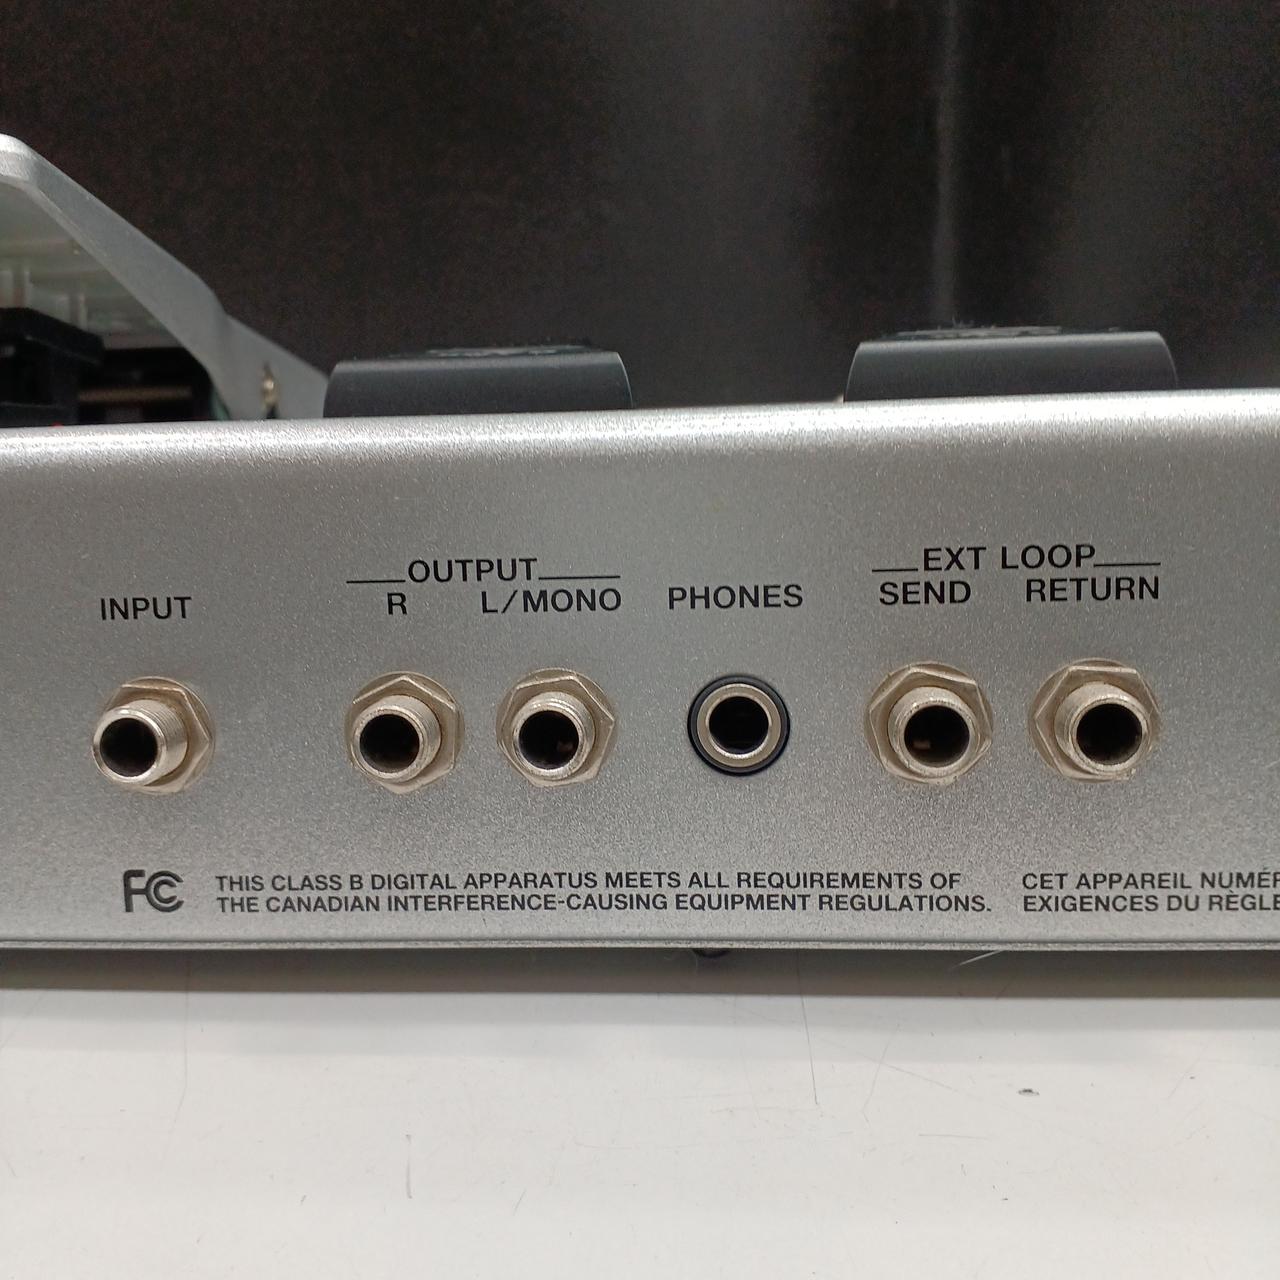 OUTPUT
EXT LOOP
INPUT
R
L/MONO
PHONES
SEND
RETURN
FC
THIS CLASS B DIGITAL APPARATUS MEETS ALL REQUIREMENTS OF
THE CANADIAN INTERFERENCE-CAUSING EQUIPMENT REGULATIONS.
CET APPAREIL
EXIGENCES DU